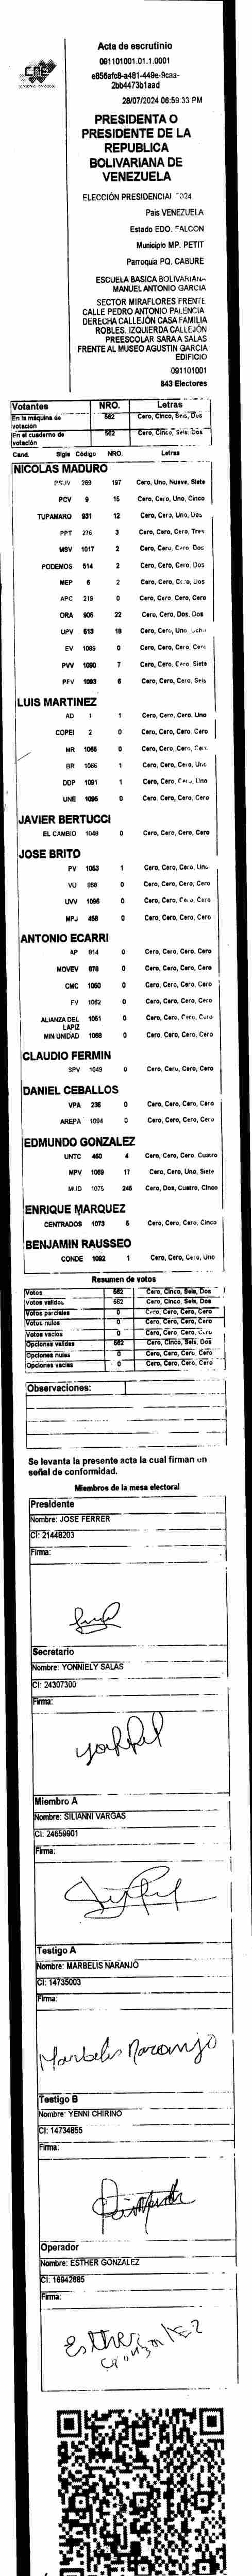 CNE
Acta de escrutinio
091101001.01.1.0001
e856afc8-a481-449e-9caa-
2bb4473b1aad
28/07/2024 06:59:33 PM
PRESIDENTA O
PRESIDENTE DE LA
REPUBLICA
BOLIVARIANA DE
VENEZUELA
ELECCIÓN PRESIDENCIAL 2024
Pais VENEZUELA
Estado EDO. FALCON
Municipio MP. PETIT
Parroquia PQ. CABURE
ESCUELA BASICA BOLIVARIANA
MANUEL ANTONIO GARCIA
SECTOR MIRAFLORES FRENTE
CALLE PEDRO ANTONIO PALENCIA
DERECHA CALLEJÓN CASA FAMILIA
ROBLES. IZQUIERDA CALLEJÓN
PREESCOLAR SARA A SALAS
FRENTE AL MUSEO AGUSTIN GARCIA
EDIFICIO
091101001
843 Electores
Votantes NRO. Letras
En la máquina de votación 562 Cero, Cinco, Seis, Dos
En el cuaderno de votación 562 Cero, Cinco, Seis, Dos
Cand. Sigla Código NRO. Letras
NICOLAS MADURO
PSUV 269 197 Cero, Uno, Nueve, Siete
PCV 9 15 Cero, Cero, Uno, Cinco
TUPAMARO 931 12 Cero, Cero, Uno, Dos
PPT 276 3 Cero, Cero, Cero, Tres
MSV 1017 2 Cero, Cero, Cero, Dos
PODEMOS 514 2 Cero, Cero, Cero, Dos
MEP 6 2 Cero, Cero, Cero, Dos
APC 219 0 Cero, Cero, Cero, Cero
ORA 906 22 Cero, Cero, Dos, Dos
UPV 613 18 Cero, Cero, Uno, Ocho
EV 1089 0 Cero, Cero, Cero, Cero
PVV 1090 7 Cero, Cero, Cero, Siete
PFV 1093 6 Cero, Cero, Cero, Seis
LUIS MARTINEZ
AD 1 1 Cero, Cero, Cero, Uno
COPEI 2 0 Cero, Cero, Cero, Cero
MR 1065 0 Cero, Cero, Cero, Cero
BR 1066 1 Cero, Cero, Cero, Uno
DDP 1091 1 Cero, Cero, Cero, Uno
UNE 1096 0 Cero, Cero, Cero, Cero
JAVIER BERTUCCI
EL CAMBIO 1048 0 Cero, Cero, Cero, Cero
JOSE BRITO
PV 1063 1 Cero, Cero, Cero, Uno
VU 868 0 Cero, Cero, Cero, Cero
UVV 1086 0 Cero, Cero, Cero, Cero
MPJ 458 0 Cero, Cero, Cero, Cero
ANTONIO ECARRI
AP 914 0 Cero, Cero, Cero, Cero
MOVEV 878 0 Cero, Cero, Cero, Cero
CMC 1050 0 Cero, Cero, Cero, Cero
FV 1062 0 Cero, Cero, Cero, Cero
ALIANZA DEL LAPIZ 1051 0 Cero, Cero, Cero, Cero
MIN UNIDAD 1068 0 Cero, Cero, Cero, Cero
CLAUDIO FERMIN
SPV 1049 0 Cero, Cero, Cero, Cero
DANIEL CEBALLOS
VPA 236 0 Cero, Cero, Cero, Cero
AREPA 1094 0 Cero, Cero, Cero, Cero
EDMUNDO GONZALEZ
UNTC 460 4 Cero, Cero, Cero, Cuatro
MPV 1069 17 Cero, Cero, Uno, Siete
MUD 1075 245 Cero, Dos, Cuatro, Cinco
ENRIQUE MARQUEZ
CENTRADOS 1073 5 Cero, Cero, Cero, Cinco
BENJAMIN RAUSSEO
CONDE 1092 1 Cero, Cero, Cero, Uno
Resumen de votos
Votos 562 Cero, Cinco, Seis, Dos
Votos validos 562 Cero, Cinco, Seis, Dos
Votos parciales 0 Cero, Cero, Cero, Cero
Votos nulos 0 Cero, Cero, Cero, Cero
Votos vacios 0 Cero, Cero, Cero, Cero
Opciones validas 562 Cero, Cinco, Seis, Dos
Opciones nulas 0 Cero, Cero, Cero, Cero
Opciones vacias 0 Cero, Cero, Cero, Cero
Observaciones:
Se levanta la presente acta la cual firman en
señal de conformidad.
Miembros de la mesa electoral
Presidente
Nombre: JOSE FERRER
CI: 21448203
Firma:
Secretario
Nombre: YONNIELY SALAS
CI: 24307300
Firma:
Miembro A
Nombre: SILIANNI VARGAS
CI: 24659901
Firma:
Testigo A
Nombre: MARBELIS NARANJO
CI: 14735003
Firma:
Marbelis Naranjo
Testigo B
Nombre: YENNI CHIRINO
CI: 14734855
Firma:
Operador
Nombre: ESTHER GONZALEZ
CI: 16942685
Firma:
Esther
González